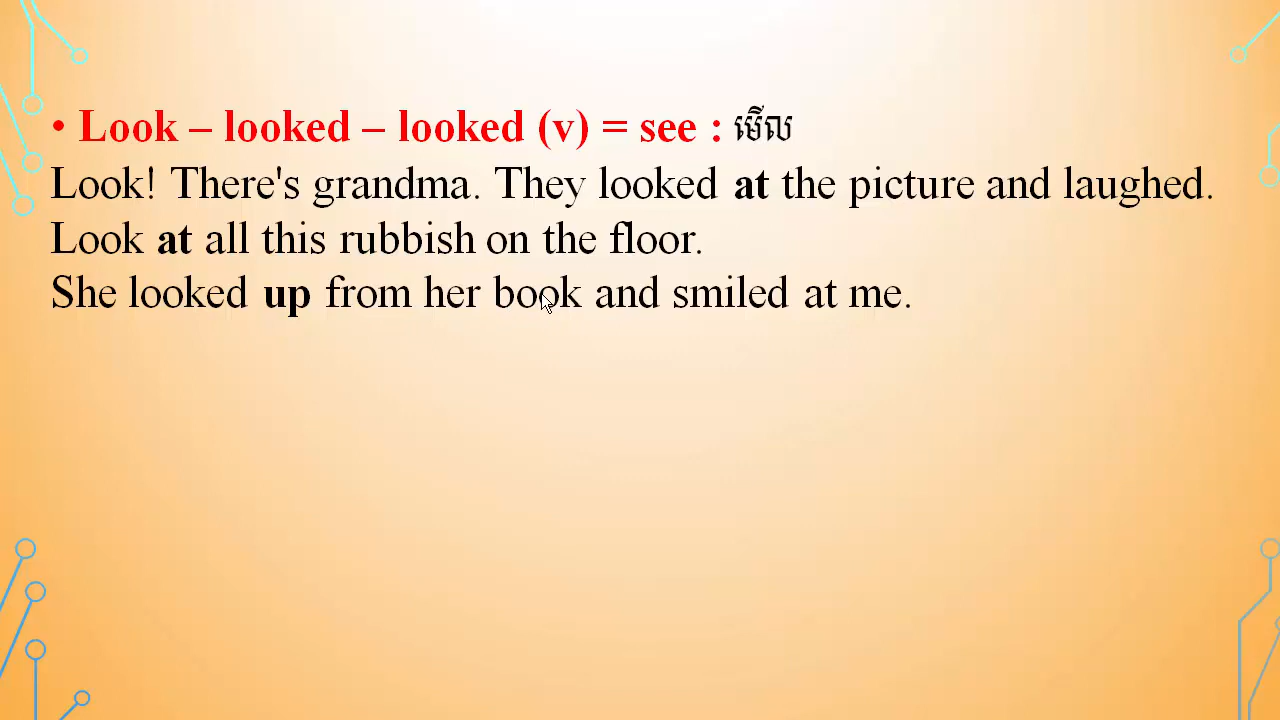 • Look – looked – looked (v) = see : មើល
Look! There's grandma. They looked at the picture and laughed.
Look at all this rubbish on the floor.
She looked up from her book and smiled at me.